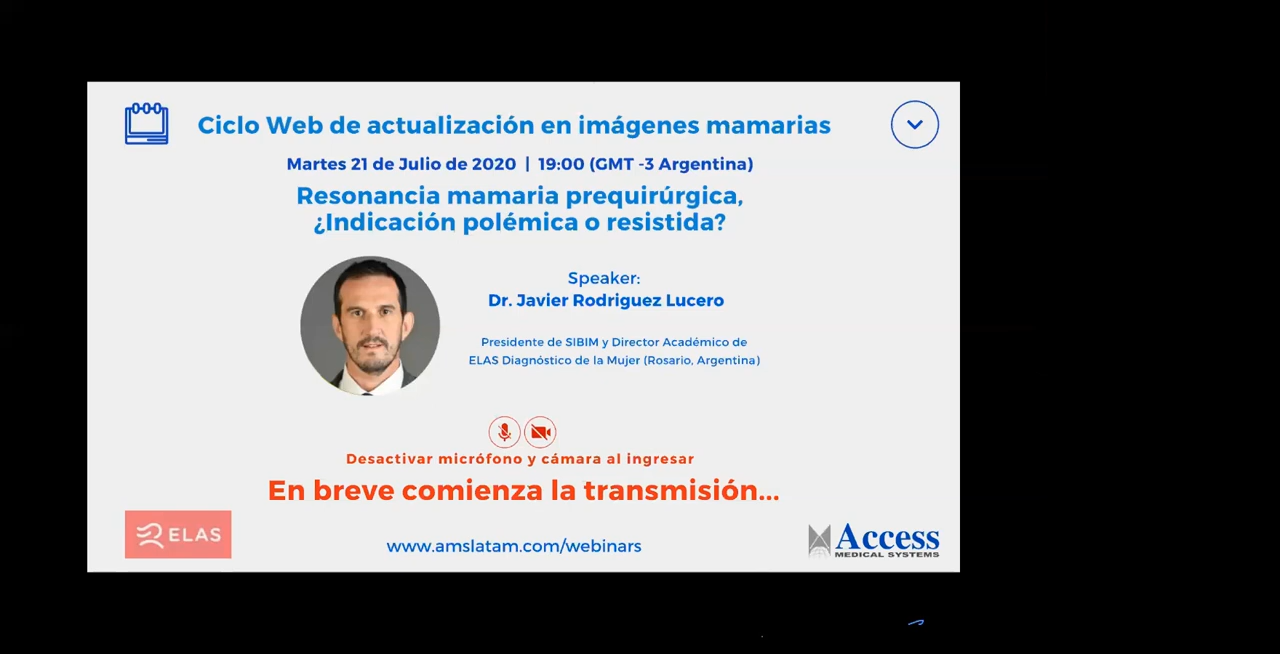 Ciclo Web de actualización en imágenes mamarias
Martes 21 de Julio de 2020 | 19:00 (GMT -3 Argentina)
Resonancia mamaria prequirúrgica,
¿Indicación polémica o resistida?
Speaker:
Dr. Javier Rodriguez Lucero
Presidente de SIBIM y Director Académico de
ELAS Diagnóstico de la Mujer (Rosario, Argentina)
Desactivar micrófono y cámara al ingresar
En breve comienza la transmisión...
ELAS
www.amslatam.com/webinars
Access
MEDICAL SYSTEMS